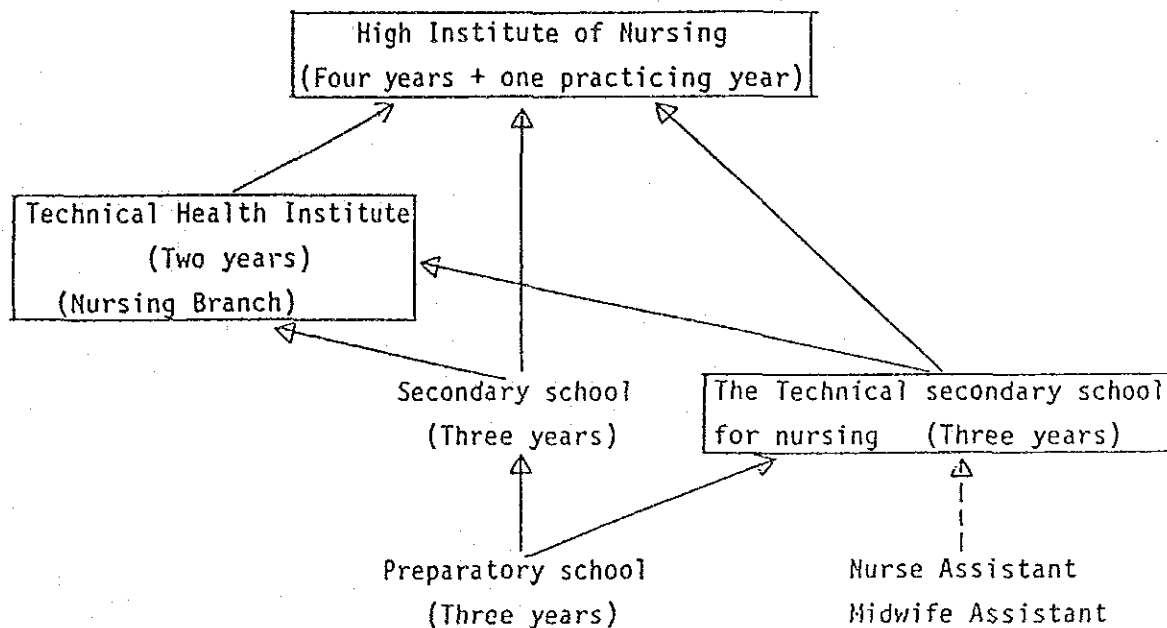 High Institute of Nursing
(Four years + one practicing year)
Technical Health Institute
(Two years)
(Nursing Branch)
Secondary school
(Three years)
The Technical secondary school
for nursing (Three years)
Preparatory school
(Three years)
Nurse Assistant
Midwife Assistant